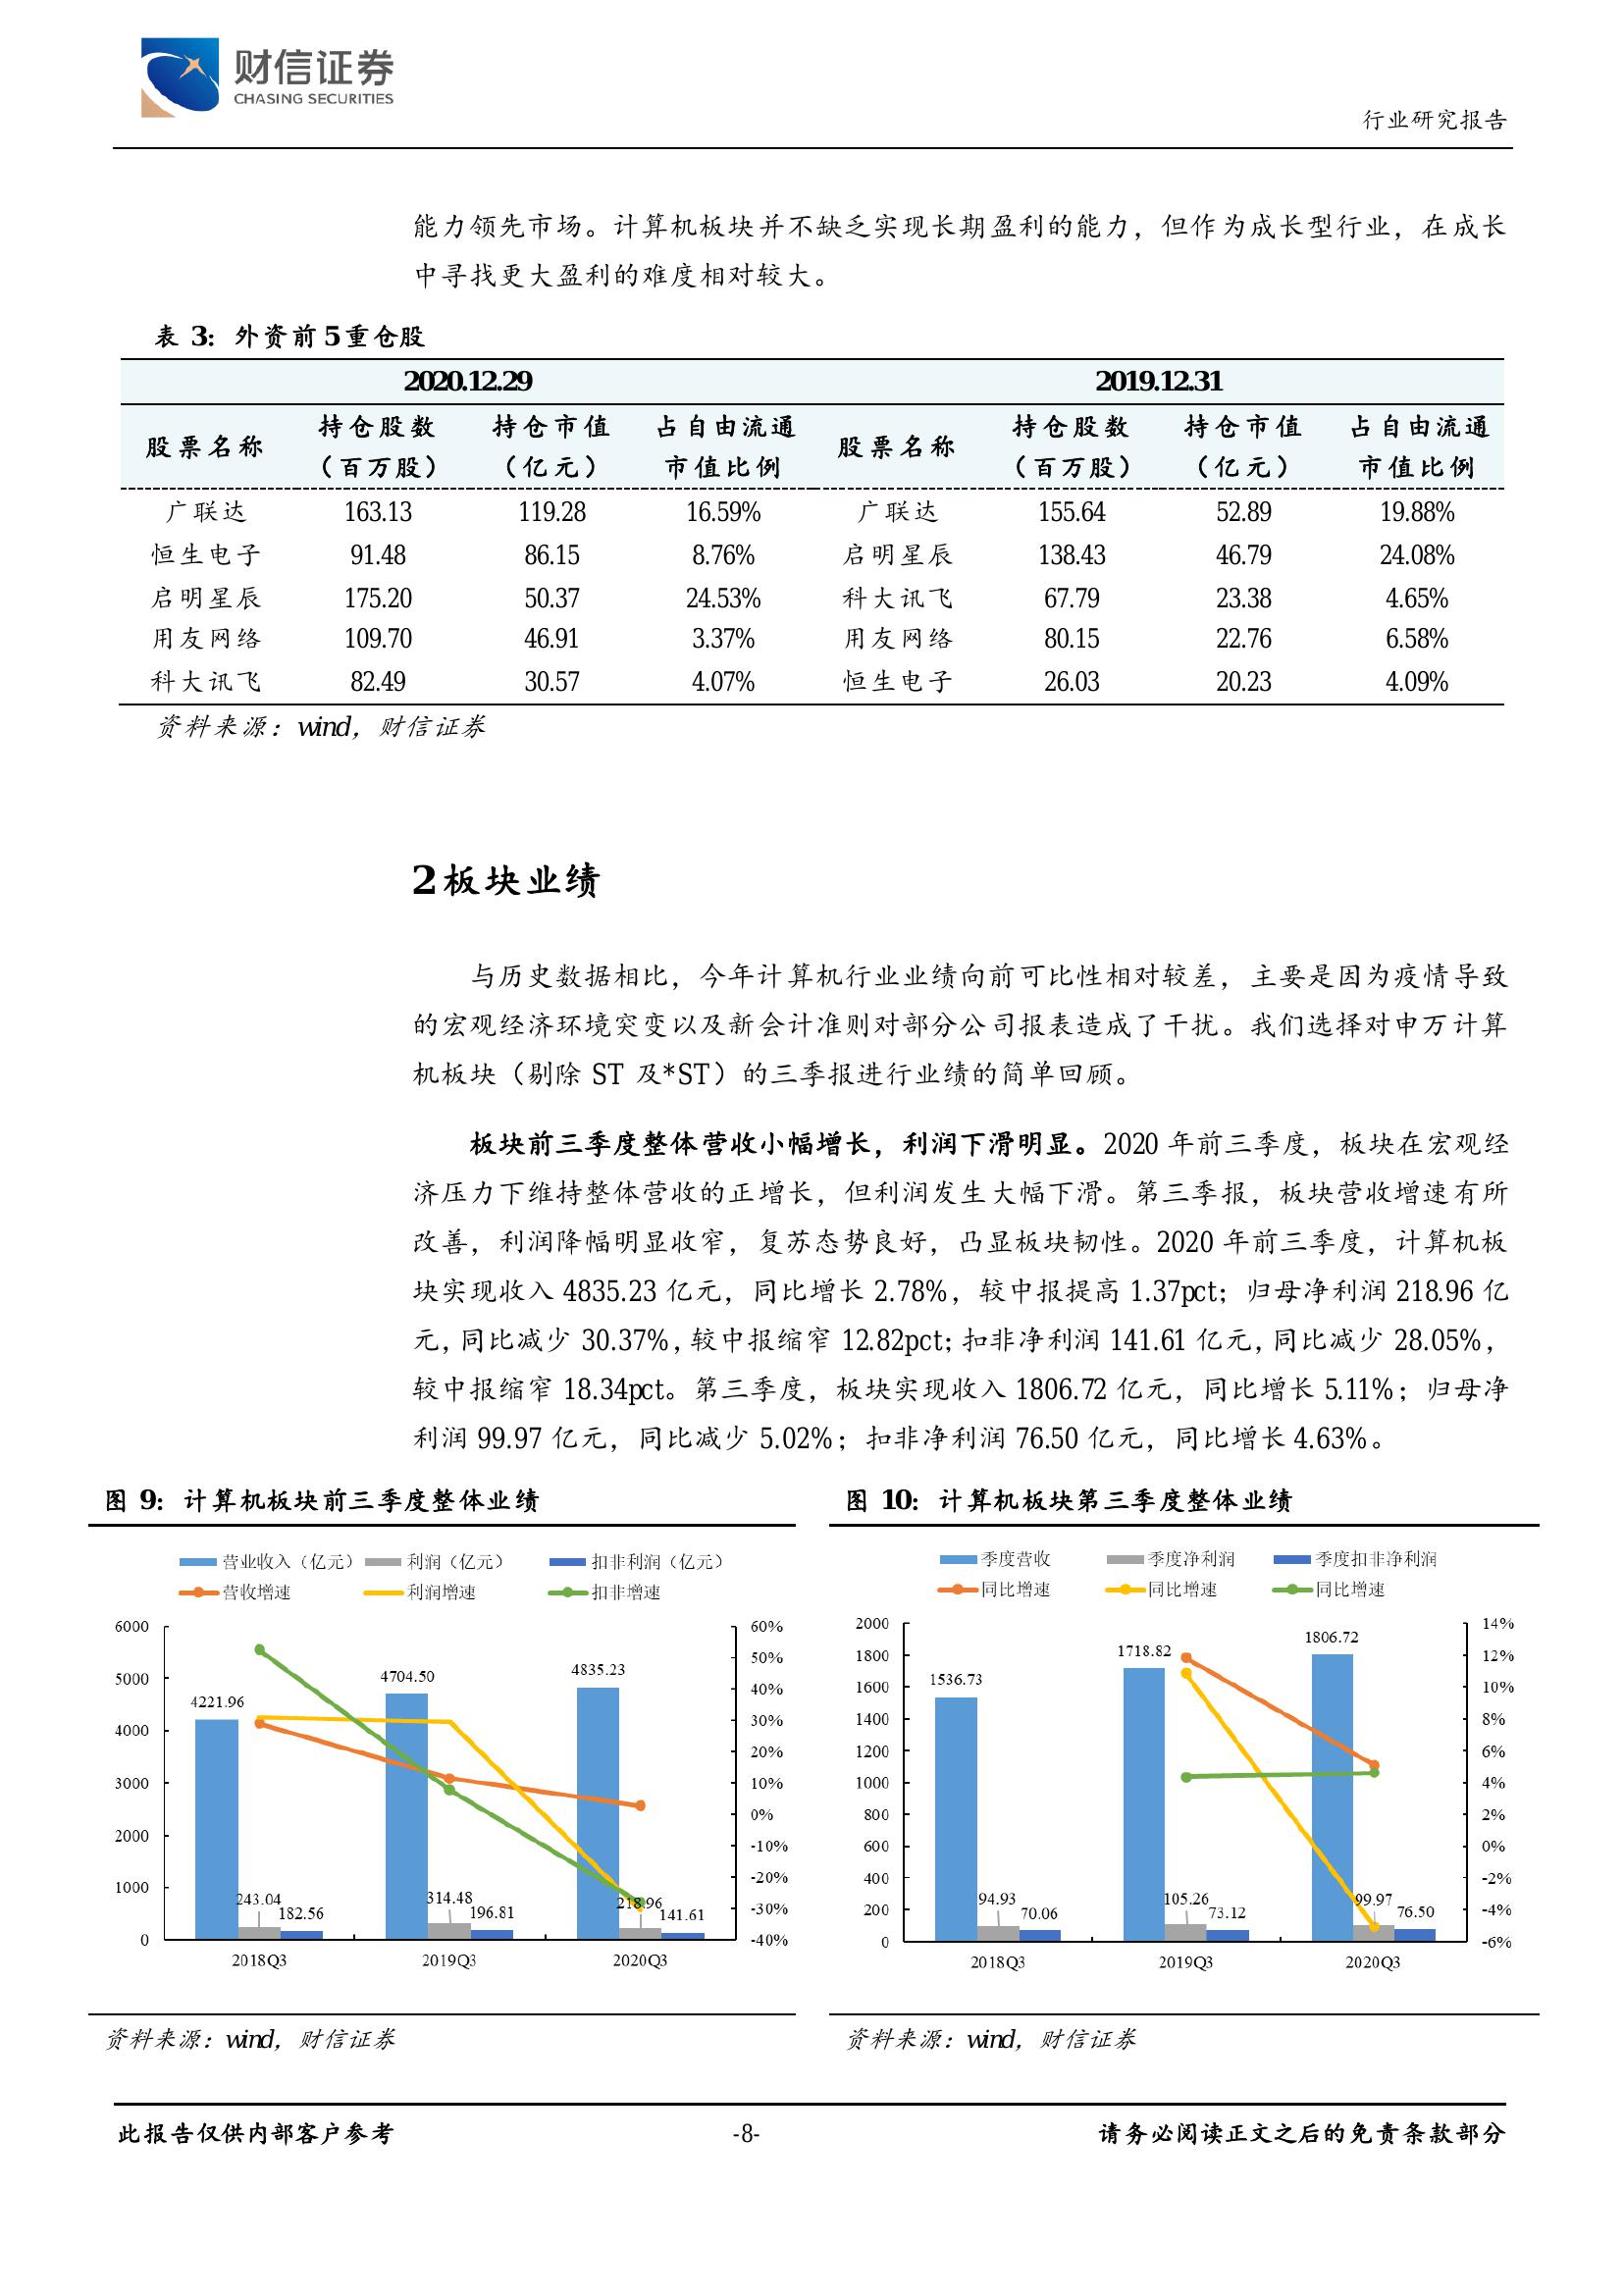 财信证券
CHASING SECURITIES
行业研究报告
能力领先市场。计算机板块并不缺乏实现长期盈利的能力，但作为成长型行业，在成长
中寻找更大盈利的难度相对较大。
表 3：外资前 5 重仓股
2020.12.29 2019.12.31
股票名称 持仓股数（百万股） 持仓市值（亿元） 占自由流通市值比例 股票名称 持仓股数（百万股） 持仓市值（亿元） 占自由流通市值比例
广联达 163.13 119.28 16.59% 广联达 155.64 52.89 19.88%
恒生电子 91.48 86.15 8.76% 启明星辰 138.43 46.79 24.08%
启明星辰 175.20 50.37 24.53% 科大讯飞 67.79 23.38 4.65%
用友网络 109.70 46.91 3.37% 用友网络 80.15 22.76 6.58%
科大讯飞 82.49 30.57 4.07% 恒生电子 26.03 20.23 4.09%
资料来源：wind，财信证券
2 板块业绩
与历史数据相比，今年计算机行业业绩向前可比性相对较差，主要是因为疫情导致
的宏观经济环境突变以及新会计准则对部分公司报表造成了干扰。我们选择对申万计算
机板块（剔除 ST 及*ST）的三季报进行业绩的简单回顾。
板块前三季度整体营收小幅增长，利润下滑明显。2020 年前三季度，板块在宏观经
济压力下维持整体营收的正增长，但利润发生大幅下滑。第三季报，板块营收增速有所
改善，利润降幅明显收窄，复苏态势良好，凸显板块韧性。2020 年前三季度，计算机板
块实现收入 4835.23 亿元，同比增长 2.78%，较中报提高 1.37pct；归母净利润 218.96 亿
元，同比减少 30.37%，较中报缩窄 12.82pct；扣非净利润 141.61 亿元，同比减少 28.05%，
较中报缩窄 18.34pct。第三季度，板块实现收入 1806.72 亿元，同比增长 5.11%；归母净
利润 99.97 亿元，同比减少 5.02%；扣非净利润 76.50 亿元，同比增长 4.63%。
图 9：计算机板块前三季度整体业绩
营业收入（亿元） 利润（亿元） 扣非利润（亿元）
营收增速 利润增速 扣非增速
6000 60%
50%
5000 40%
4000 30%
20%
3000 10%
0%
2000 -10%
-20%
1000 -30%
0 -40%
4221.96 4704.50 4835.23
243.04 182.56 314.48 196.81 218.96 141.61
2018Q3 2019Q3 2020Q3
资料来源：wind，财信证券
图 10：计算机板块第三季度整体业绩
季度营收 季度净利润 季度扣非净利润
同比增速 同比增速 同比增速
2000 14%
1800 12%
1600 10%
1400 8%
1200 6%
1000 4%
800 2%
600 0%
400 -2%
200 -4%
0 -6%
1536.73 1718.82 1806.72
94.93 70.06 105.26 73.12 99.97 76.50
2018Q3 2019Q3 2020Q3
资料来源：wind，财信证券
此报告仅供内部客户参考 -8- 请务必阅读正文之后的免责条款部分